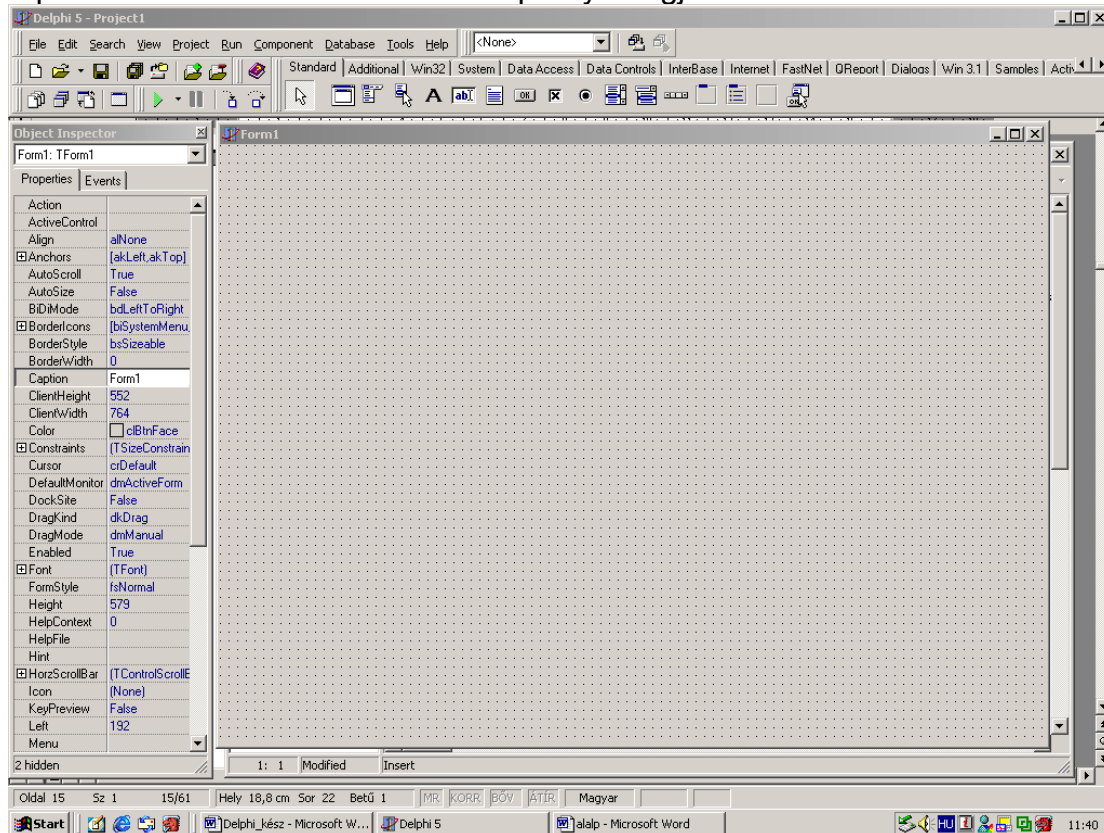 Delphi 5 - Project1
File Edit Search View Project Run Component Database Tools Help <None>
Standard Additional Win32 System Data Access Data Controls InterBase Internet FastNet QReport Dialogs Win 3.1 Samples
Object Inspector
Form1: TForm1
Properties Events
Action
ActiveControl
Align alNone
Anchors [akLeft,akTop]
AutoScroll True
AutoSize False
BiDiMode bdLeftToRight
BorderIcons [biSystemMenu,
BorderStyle bsSizeable
BorderWidth 0
Caption Form1
ClientHeight 552
ClientWidth 764
Color clBtnFace
Constraints (TSizeConstrain
Cursor crDefault
DefaultMonitor dmActiveForm
DockSite False
DragKind dkDrag
DragMode dmManual
Enabled True
Font (TFont)
FormStyle fsNormal
Height 579
HelpContext 0
HelpFile
Hint
HorzScrollBar (TControlScrollB
Icon (None)
KeyPreview False
Left 192
Menu
2 hidden
Form1
1: 1 Modified Insert
Oldal 15 Sz 1 15/61 Hely 18,8 cm Sor 22 Betű 1 MR KORR BŐV ÁTÍR Magyar
Start Delphi_kész - Microsoft W... Delphi 5 alalp - Microsoft Word HU 11:40